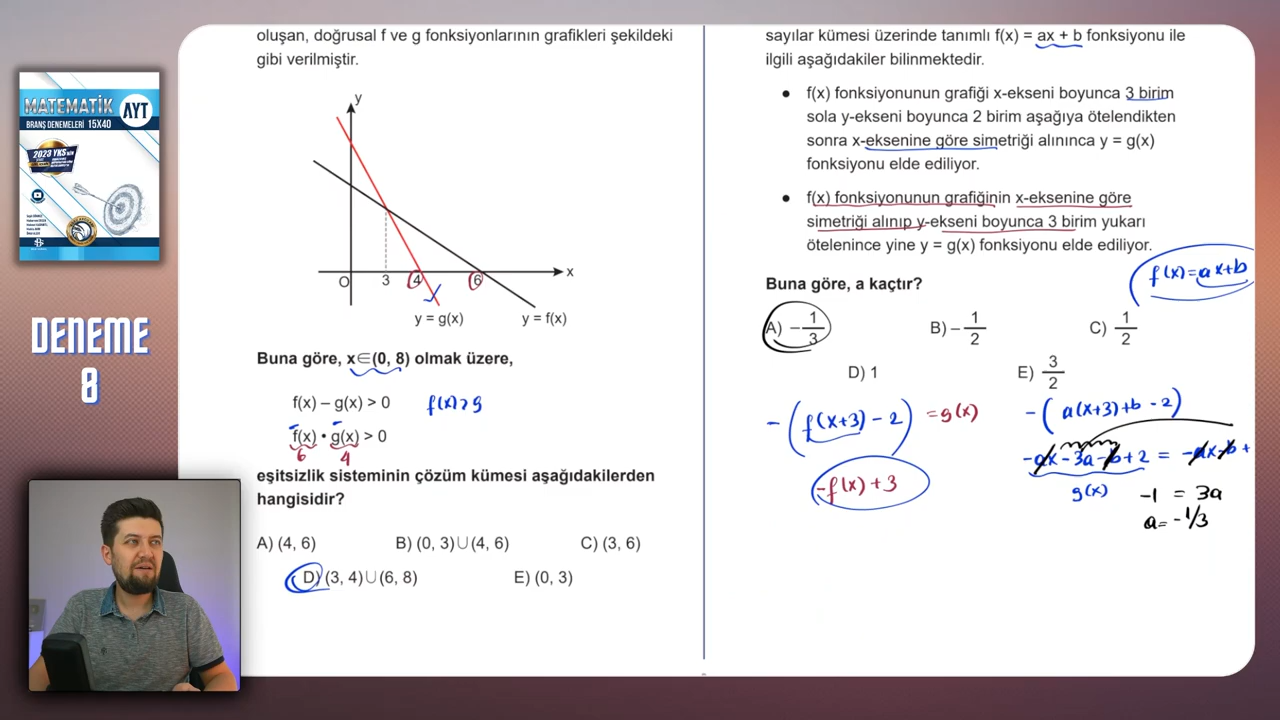 MATEMATİK
AYT
BRANŞ DENEMELERİ 15X40
2023 YKS'NİN
DENEME
8
oluşan, doğrusal f ve g fonksiyonlarının grafikleri şekildeki
gibi verilmiştir.
y
x
O
3
4
6
y = g(x)
y = f(x)
Buna göre, x∈(0, 8) olmak üzere,
f(x) – g(x) > 0
f(x) > g
f(x) • g(x) > 0
6
4
eşitsizlik sisteminin çözüm kümesi aşağıdakilerden
hangisidir?
A) (4, 6)
B) (0, 3)∪(4, 6)
C) (3, 6)
D) (3, 4)∪(6, 8)
E) (0, 3)
sayılar kümesi üzerinde tanımlı f(x) = ax + b fonksiyonu ile
ilgili aşağıdakiler bilinmektedir.
● f(x) fonksiyonunun grafiği x-ekseni boyunca 3 birim
sola y-ekseni boyunca 2 birim aşağıya ötelendikten
sonra x-eksenine göre simetriği alınınca y = g(x)
fonksiyonu elde ediliyor.
● f(x) fonksiyonunun grafiğinin x-eksenine göre
simetriği alınıp y-ekseni boyunca 3 birim yukarı
ötelenince yine y = g(x) fonksiyonu elde ediliyor.
f(x)=ax+b
Buna göre, a kaçtır?
A) –1/3
B) –1/2
C) 1/2
D) 1
E) 3/2
-(f(x+3)-2) =g(x)
-f(x)+3
-(a(x+3)+b-2)
-ax-3a-b+2 = -ax-b+
g(x)
-1 = 3a
a=-1/3